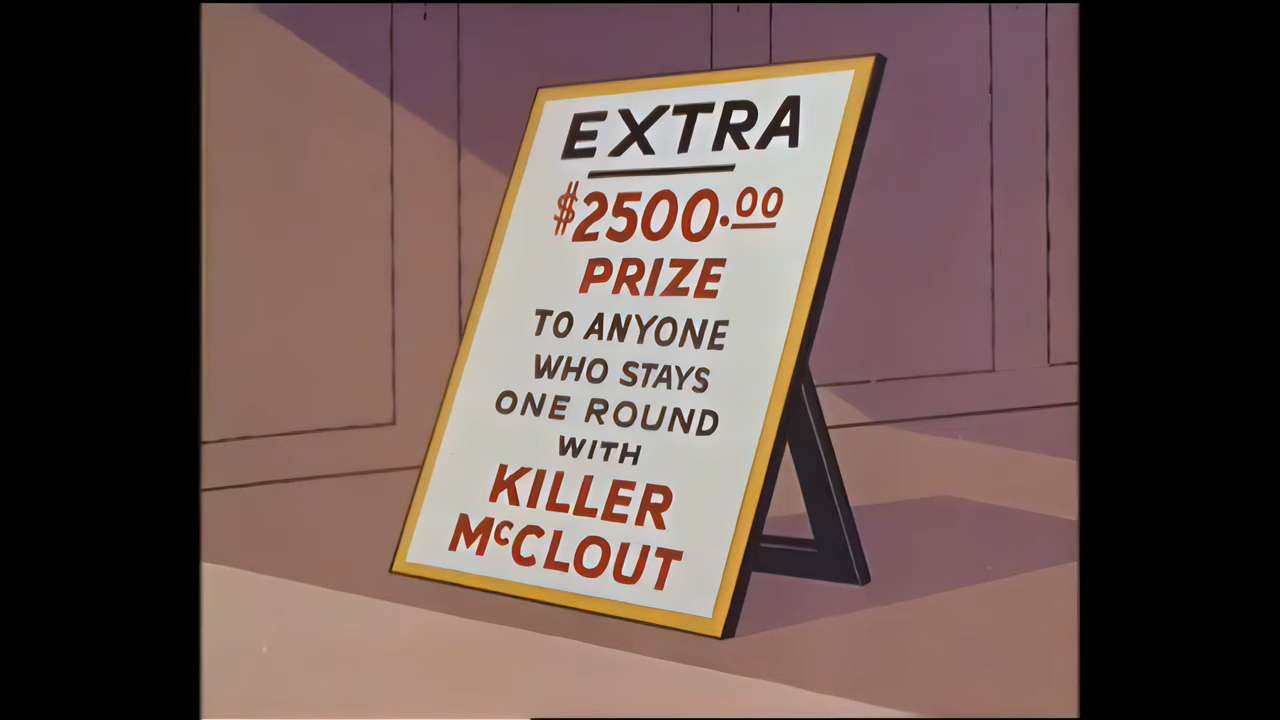 EXTRA
$2500.00
PRIZE
TO ANYONE
WHO STAYS
ONE ROUND
WITH
KILLER
McCLOUT